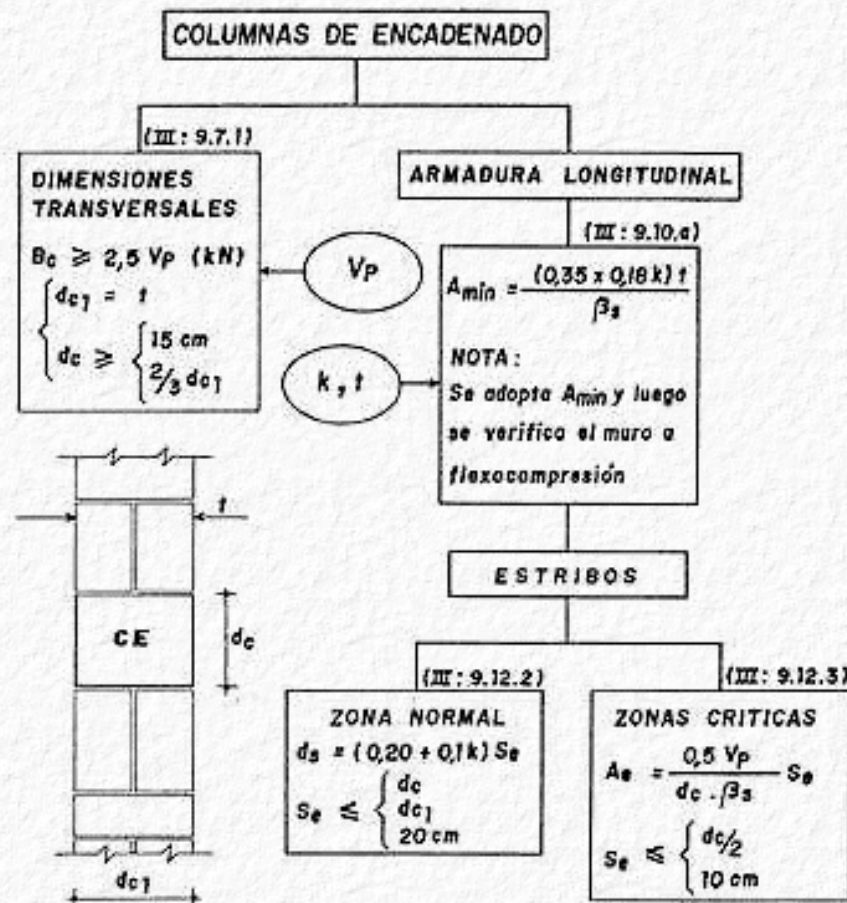 COLUMNAS DE ENCADENADO
(III: 9.7.1)
DIMENSIONES
TRANSVERSALES
Bc ≥ 2,5 Vp (kN)
dc1 = t
dc ≥ { 15 cm
2/3 dc1
Vp
k, t
ARMADURA LONGITUDINAL
(III: 9.10.a)
Amin = (0,35 x 0,18k) t / βs
NOTA:
Se adopta Amin y luego
se verifica el muro a
flexocompresión
t
CE
dc
dc1
ESTRIBOS
(III: 9.12.2)
ZONA NORMAL
ds = (0,20 + 0,1k) Se
Se ≤ { dc
dc1
20 cm
(III: 9.12.3)
ZONAS CRITICAS
Ae = 0,5 Vp / dc . βs Se
Se ≤ { dc/2
10 cm